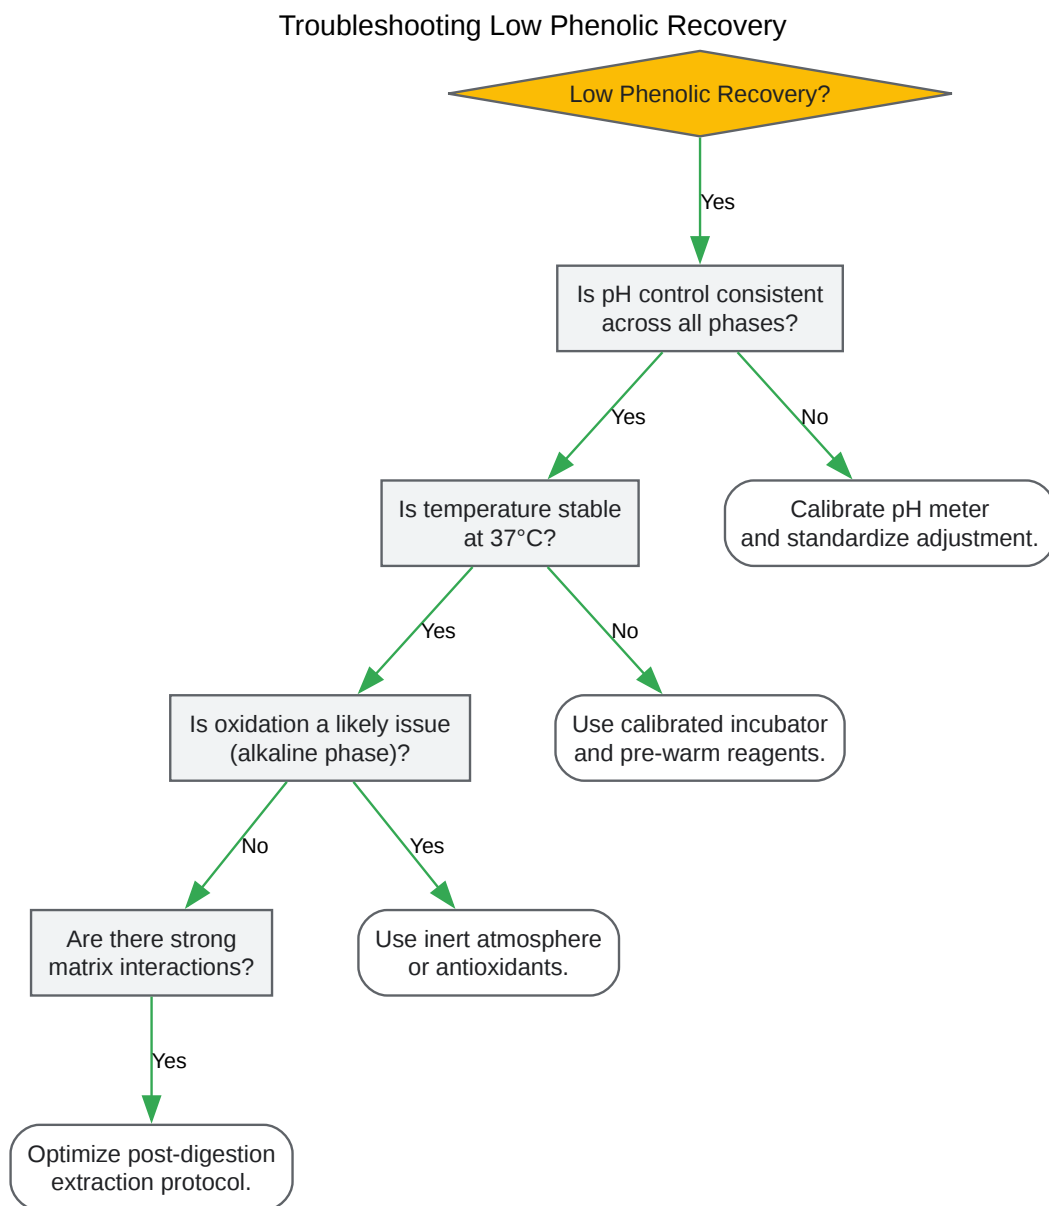 Troubleshooting Low Phenolic Recovery
Low Phenolic Recovery?
Yes
Is pH control consistent
across all phases?
Yes
No
Is temperature stable
at 37°C?
Calibrate pH meter
and standardize adjustment.
Yes
No
Is oxidation a likely issue
(alkaline phase)?
Use calibrated incubator
and pre-warm reagents.
No
Yes
Are there strong
matrix interactions?
Use inert atmosphere
or antioxidants.
Yes
Optimize post-digestion
extraction protocol.